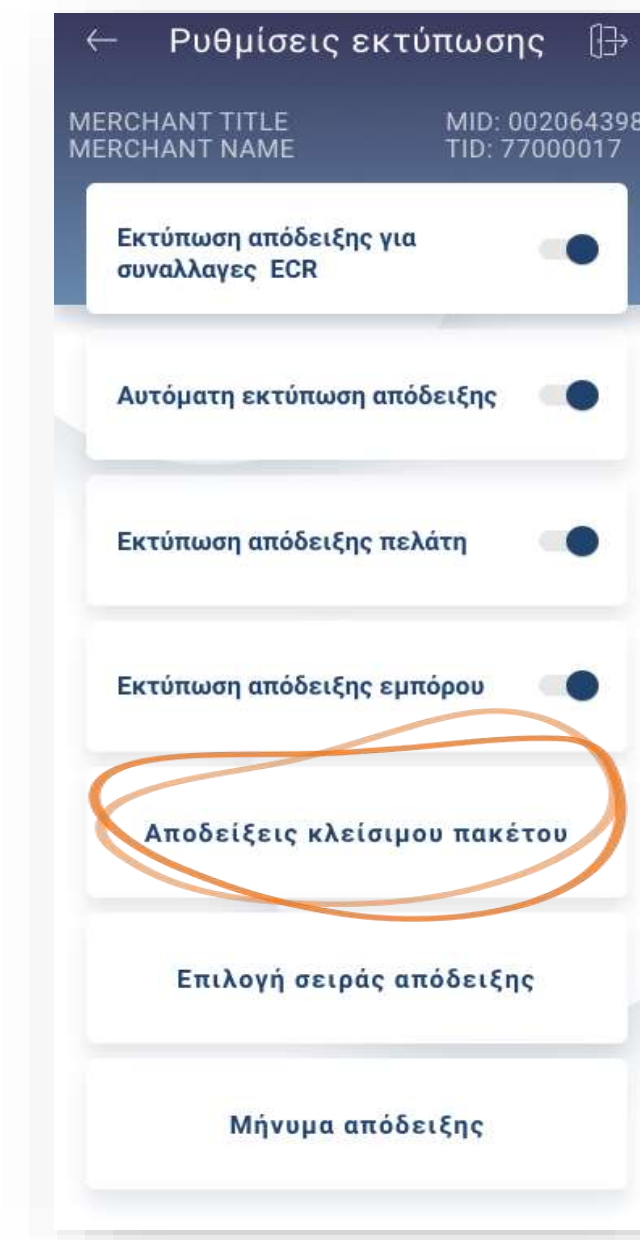 Ρυθμίσεις εκτύπωσης
MERCHANT TITLE MID: 002064398
MERCHANT NAME TID: 77000017
Εκτύπωση απόδειξης για
συναλλαγες ECR
Αυτόματη εκτύπωση απόδειξης
Εκτύπωση απόδειξης πελάτη
Εκτύπωση απόδειξης εμπόρου
Αποδείξεις κλείσιμου πακέτου
Επιλογή σειράς απόδειξης
Μήνυμα απόδειξης